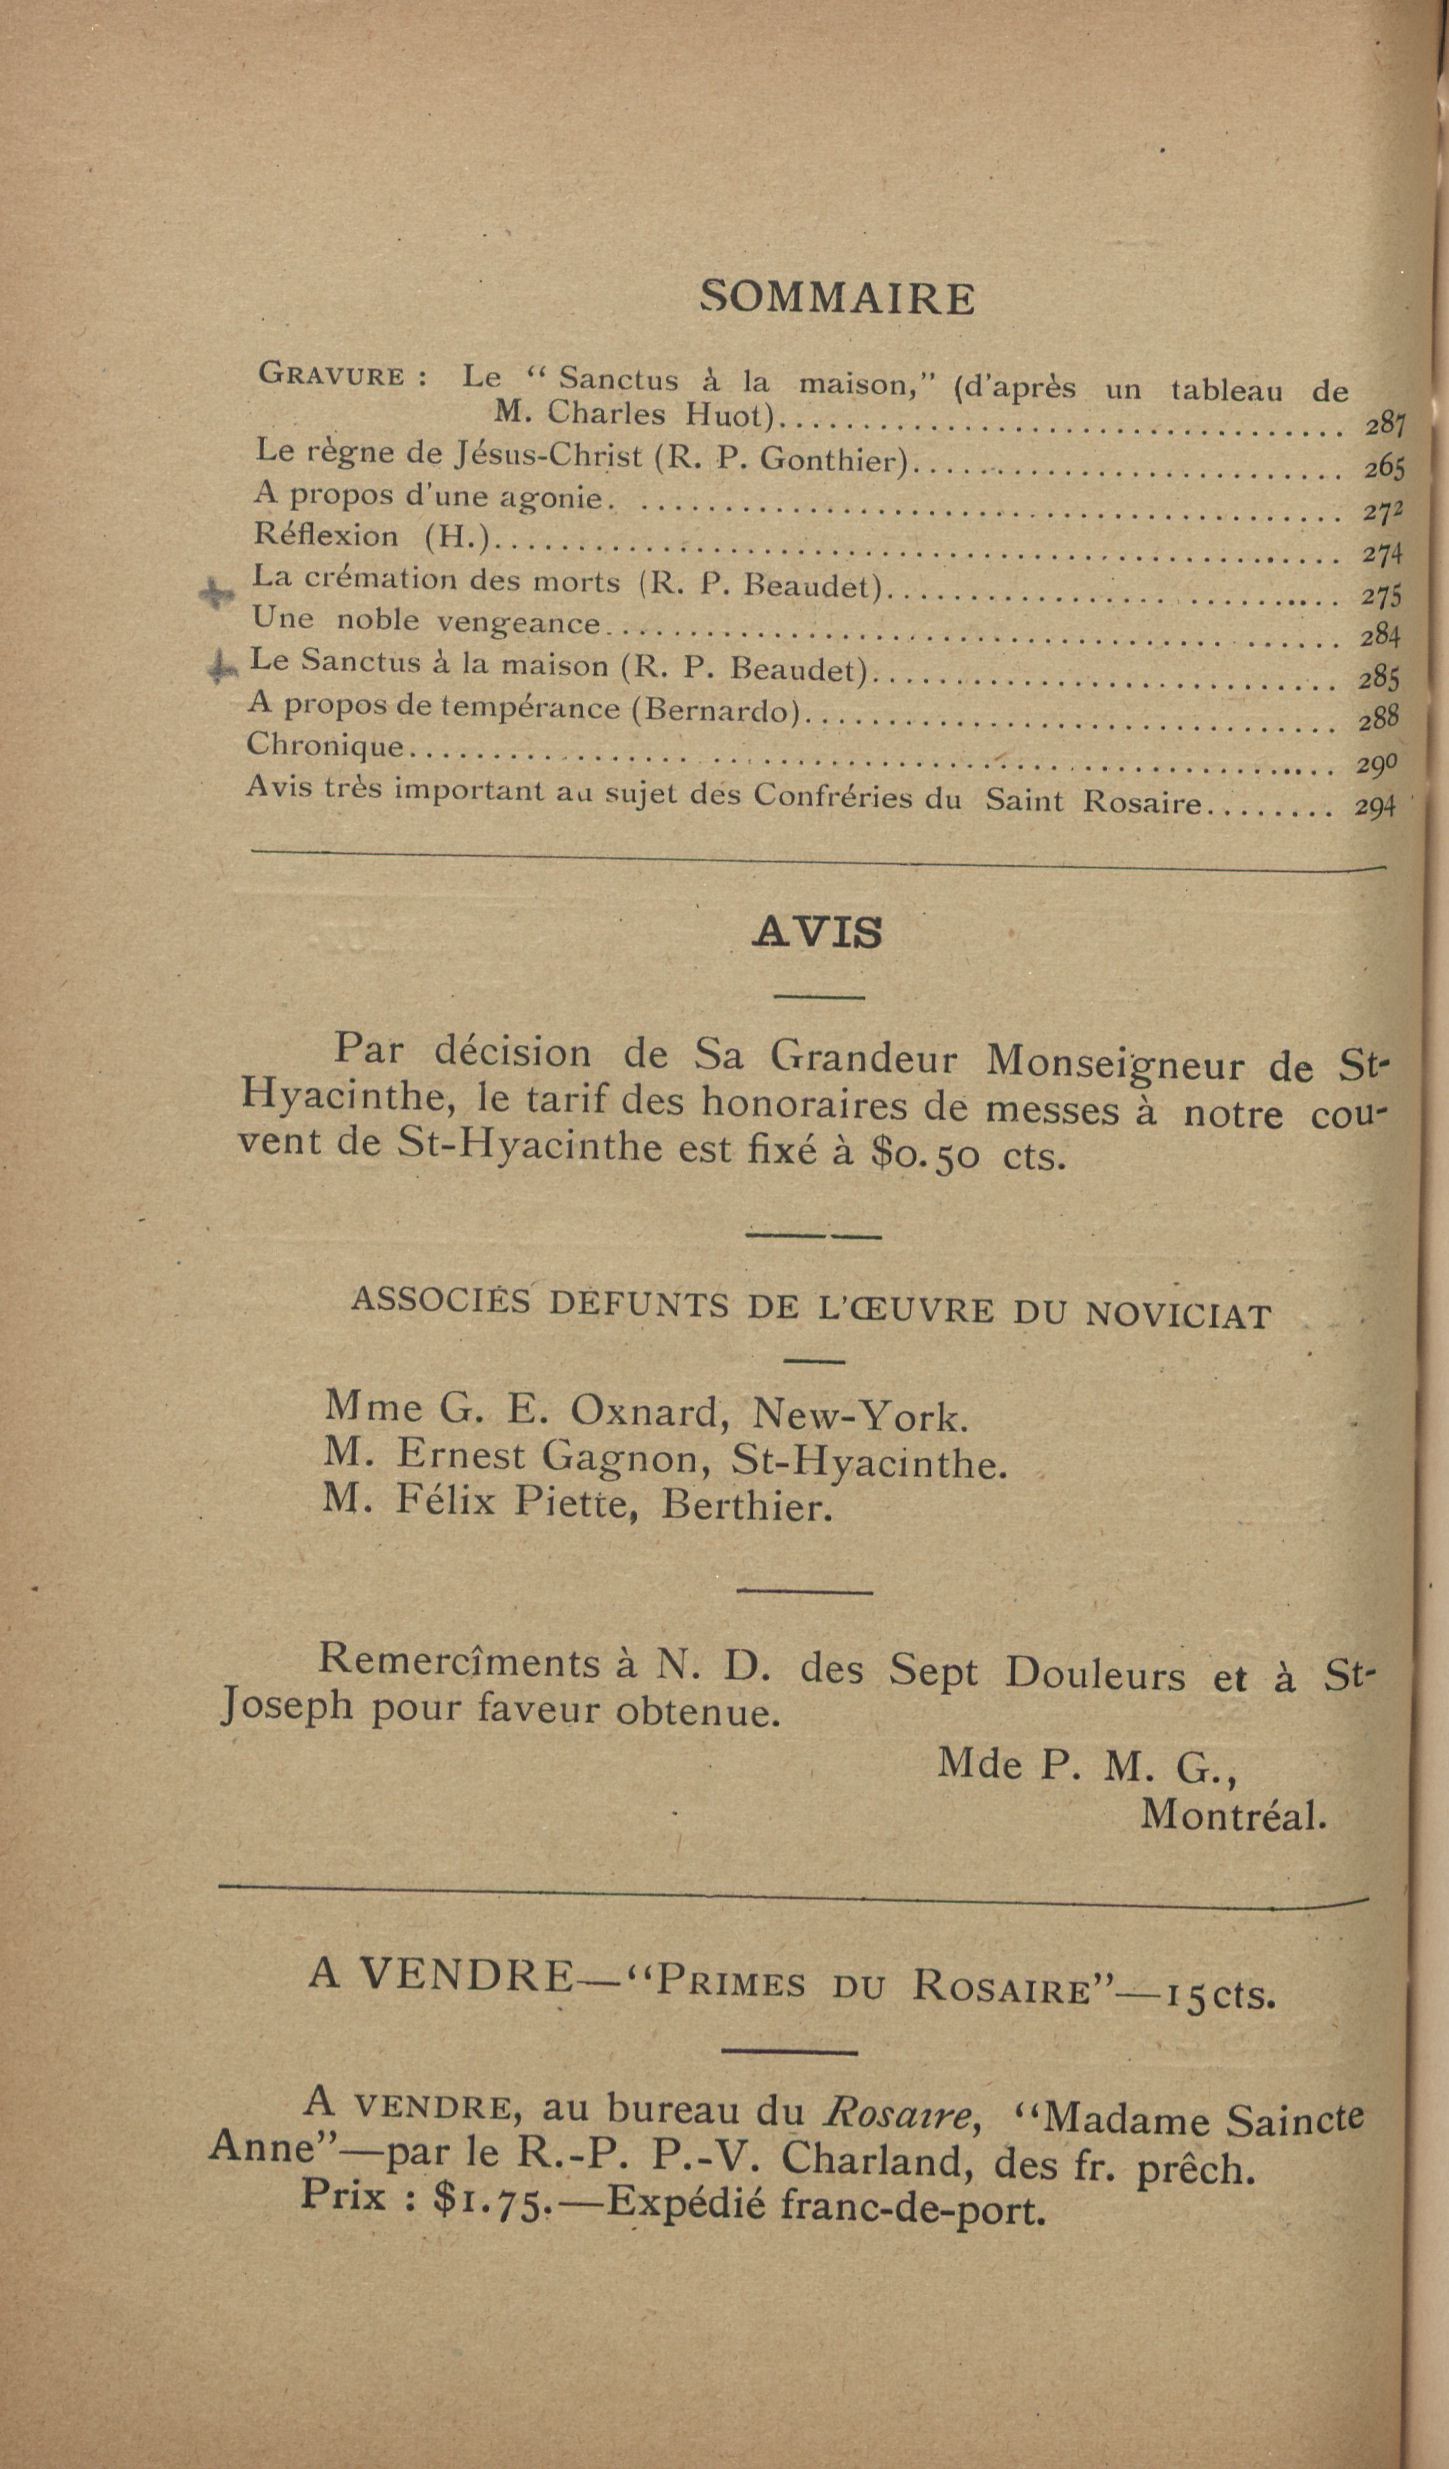 SOMMAIRE
GRAVURE : Le “ Sanctus à la maison,” (d'après un tableau de
M. Charles Huot).................................. 287
Le règne de Jésus-Christ (R. P. Gonthier).......................... 265
A propos d'une agonie. .......................................... 272
Réflexion (H.).................................................. 274
La crémation des morts (R. P. Beaudet)........................... 275
Une noble vengeance........................................... 284
Le Sanctus à la maison (R. P. Beaudet)............................ 285
A propos de tempérance (Bernardo)................................ 288
Chronique...................................................... 290
Avis très important au sujet des Confréries du Saint Rosaire........ 294
AVIS
Par décision de Sa Grandeur Monseigneur de St-
Hyacinthe, le tarif des honoraires de messes à notre cou-
vent de St-Hyacinthe est fixé à $0.50 cts.
ASSOCIÉS DÉFUNTS DE L'ŒUVRE DU NOVICIAT
Mme G. E. Oxnard, New-York.
M. Ernest Gagnon, St-Hyacinthe.
M. Félix Piette, Berthier.
Remercîments à N. D. des Sept Douleurs et à St-
Joseph pour faveur obtenue.
Mde P. M. G.,
Montréal.
A VENDRE—“PRIMES DU ROSAIRE”—15cts.
A VENDRE, au bureau du Rosaire, “Madame Saincte
Anne”—par le R.-P. P.-V. Charland, des fr. prêch.
Prix : $1.75.—Expédié franc-de-port.